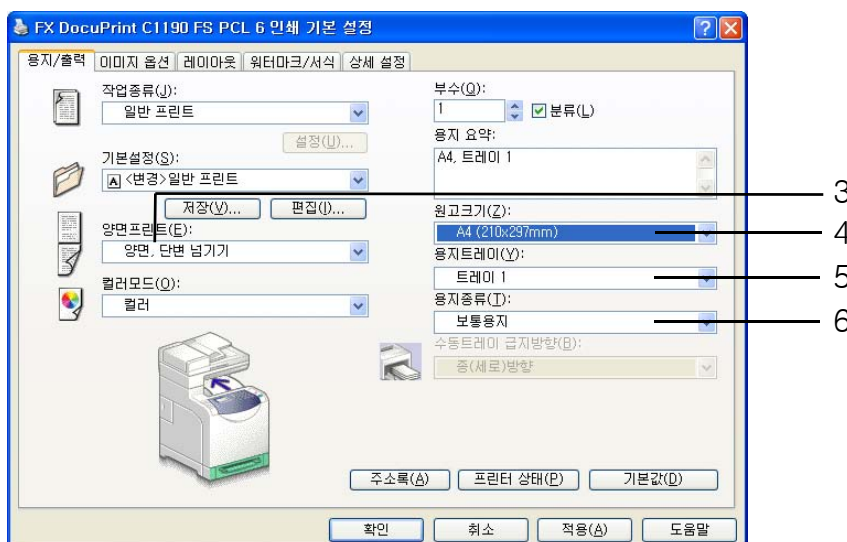 FX DocuPrint C1190 FS PCL 6 인쇄 기본 설정
용지/출력 이미지 옵션 레이아웃 워터마크/서식 상세 설정
작업종류(J):
일반 프린트
설정(U)...
기본설정(S):
A <변경>일반 프린트
저장(V)... 편집(I)...
양면프린트(E):
양면, 단변 넘기기
컬러모드(O):
컬러
부수(Q):
1 분류(L)
용지 요약:
A4, 트레이 1
원고크기(Z):
A4 (210x297mm)
용지트레이(Y):
트레이 1
용지종류(T):
보통용지
수동트레이 급지방향(B):
종(세로)방향
3
4
5
6
주소록(A) 프린터 상태(P) 기본값(D)
확인 취소 적용(A) 도움말